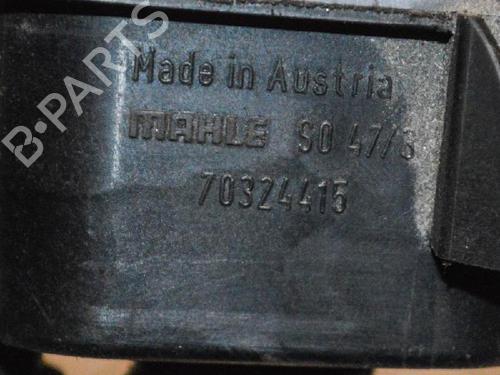 B-PARTS
Made in Austria
MAHLE SO 47/3
70324415